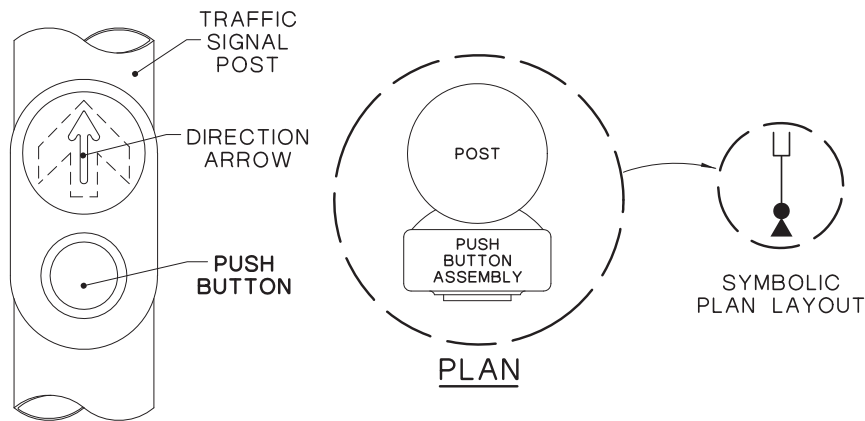 TRAFFIC
SIGNAL
POST
DIRECTION
ARROW
PUSH
BUTTON
POST
PUSH
BUTTON
ASSEMBLY
PLAN
SYMBOLIC
PLAN LAYOUT